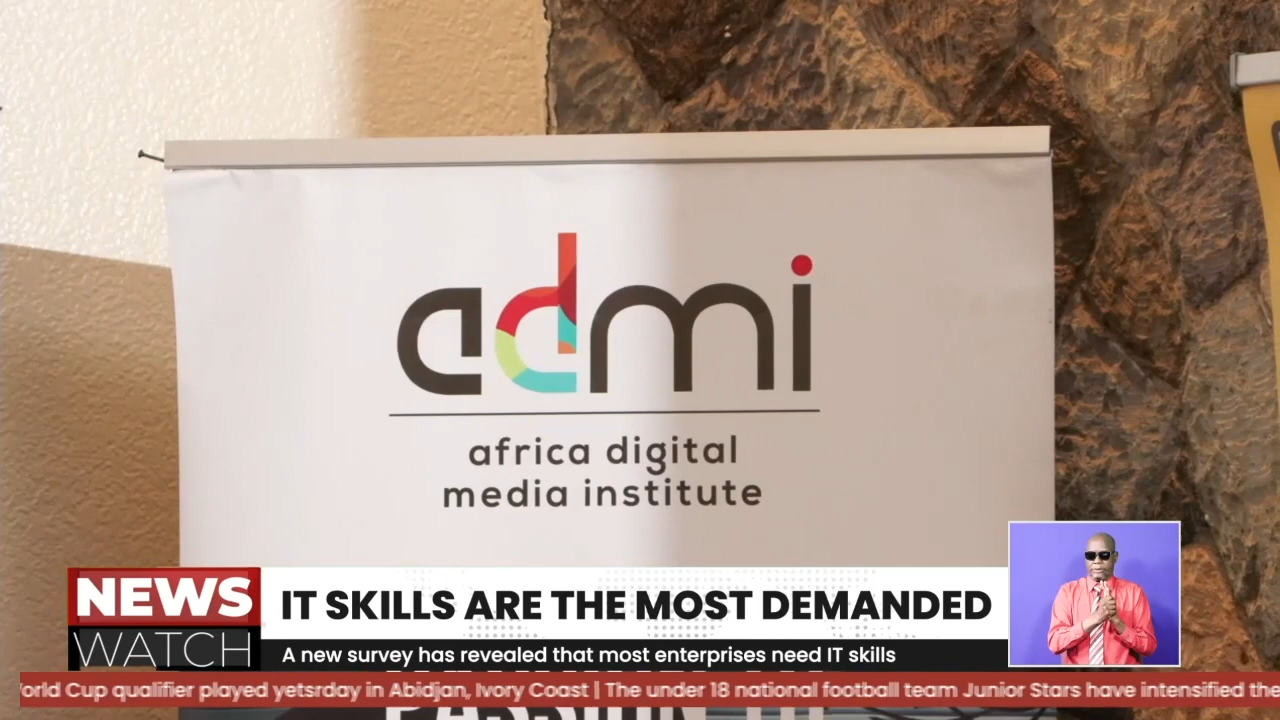 admi
africa digital
media institute
NEWS
WATCH
IT SKILLS ARE THE MOST DEMANDED
A new survey has revealed that most enterprises need IT skills
Cup qualifier played yetsrday in Abidjan, Ivory Coast | The under 18 national football team Junior Stars have intensified the